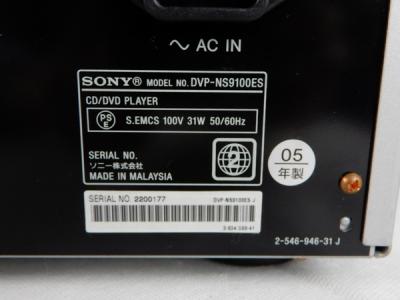 ～ AC IN
SONY® MODEL NO. DVP-NS9100ES
CD/DVD PLAYER
PS
E
S.EMCS 100V 31W 50/60Hz
SERIAL NO.
ソニー株式会社
MADE IN MALAYSIA
2
05
年製
SERIAL NO. 2200177
DVP-NS9100ES J
2-546-946-31 J